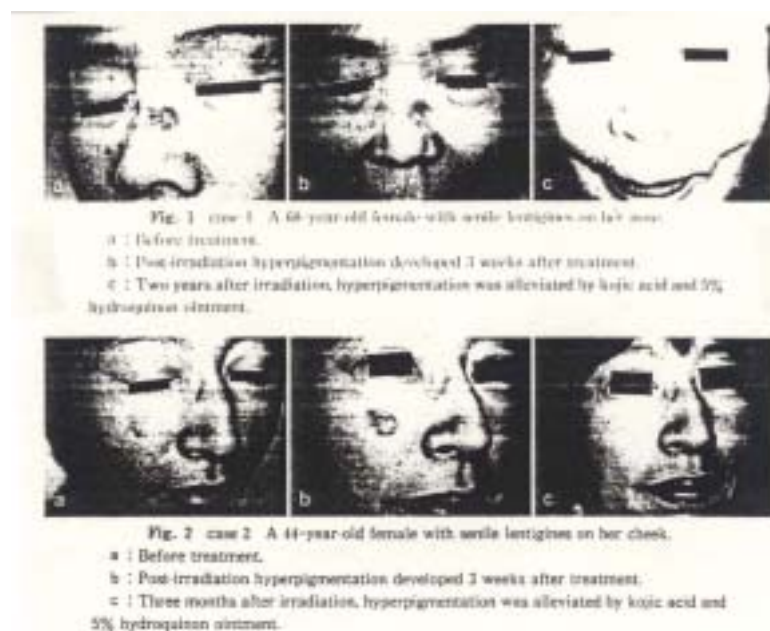 a b c
Fig. 1 case 1 A 68-year-old female with senile lentigines on her nose.
a : Before treatment.
b : Post-irradiation hyperpigmentation developed 3 weeks after treatment.
c : Two years after irradiation, hyperpigmentation was alleviated by kojic acid and 5%
hydroquinon ointment.
a b c
Fig. 2 case 2 A 44-year-old female with senile lentigines on her cheek.
a : Before treatment.
b : Post-irradiation hyperpigmentation developed 3 weeks after treatment.
c : Three months after irradiation, hyperpigmentation was alleviated by kojic acid and
5% hydroquinon ointment.